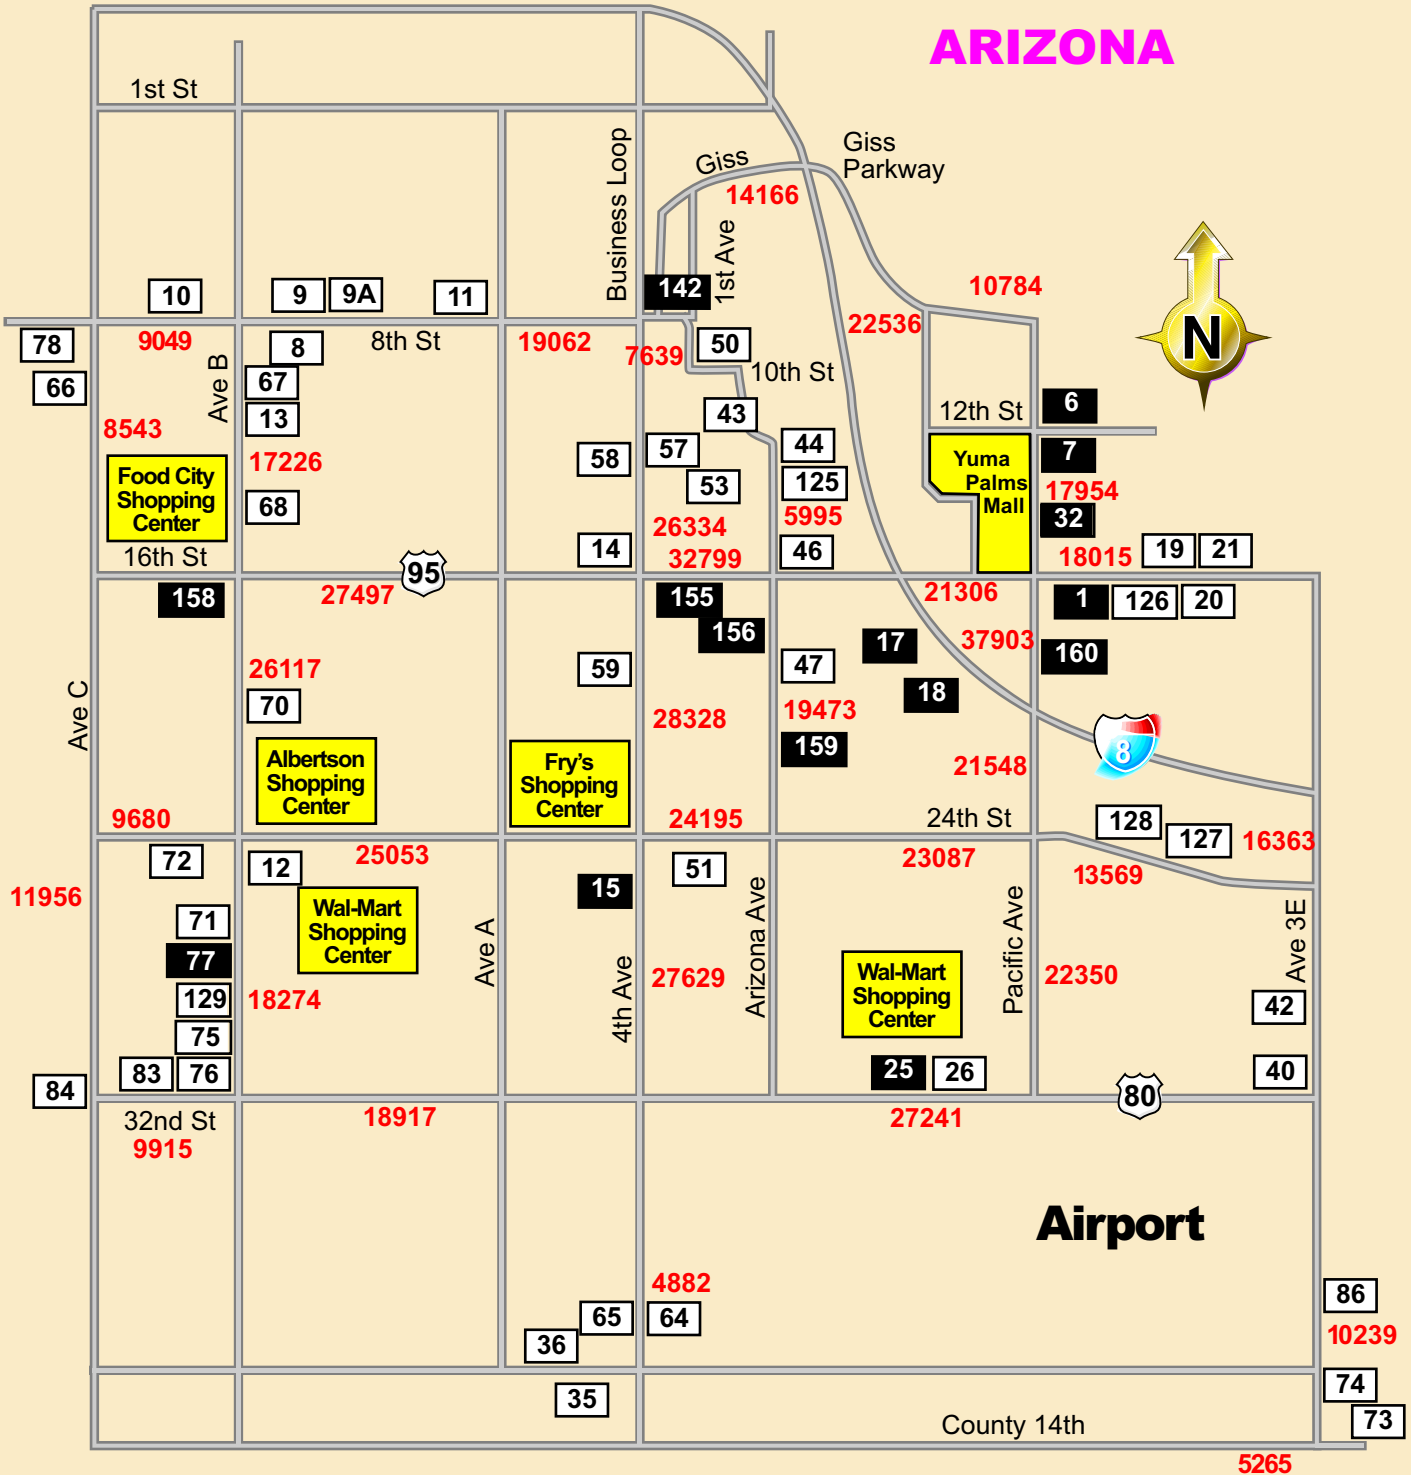 ARIZONA
1st St
Giss
Parkway
Giss
14166
Business Loop
1st Ave
10
9
9A
11
142
10784
78
9049
8
8th St
19062
7639
50
22536
66
Ave B
67
10th St
13
43
12th St
6
8543
17226
58
57
44
7
Food City
Shopping
Center
Yuma
Palms
Mall
68
53
125
17954
26334
5995
32
16th St
14
32799
46
18015
19
21
95
158
27497
155
21306
1
126
20
156
17
37903
160
26117
59
47
Ave C
70
28328
19473
18
159
8
Albertson
Shopping
Center
Fry's
Shopping
Center
21548
9680
24195
24th St
128
127
16363
72
12
25053
51
23087
13569
11956
15
71
Wal-Mart
Shopping
Center
Ave A
4th Ave
Arizona Ave
Pacific Ave
Ave 3E
77
27629
Wal-Mart
Shopping
Center
22350
129
18274
42
75
83
76
25
26
40
84
80
32nd St
18917
27241
9915
Airport
4882
86
65
64
10239
36
35
74
County 14th
73
5265
N